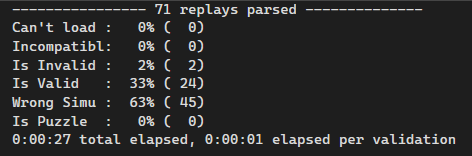 ---------------- 71 replays parsed --------------
Can't load :   0% (  0)
Incompatibl:   0% (  0)
Is Invalid :   2% (  2)
Is Valid   :  33% ( 24)
Wrong Simu :  63% ( 45)
Is Puzzle  :   0% (  0)
0:00:27 total elapsed, 0:00:01 elapsed per validation